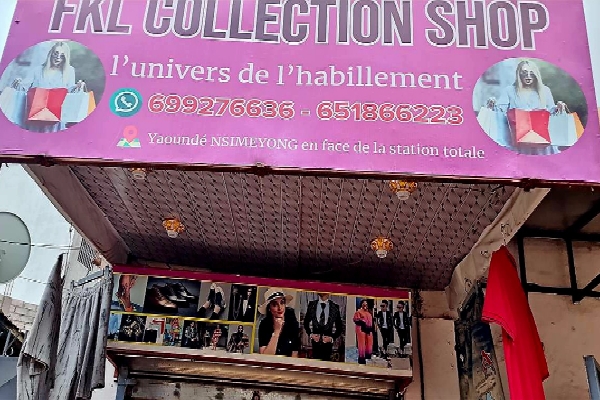 FKL COLLECTION SHOP
l'univers de l'habillement
699276636 - 651866223
Yaoundé NSIMEYONG en face de la station totale